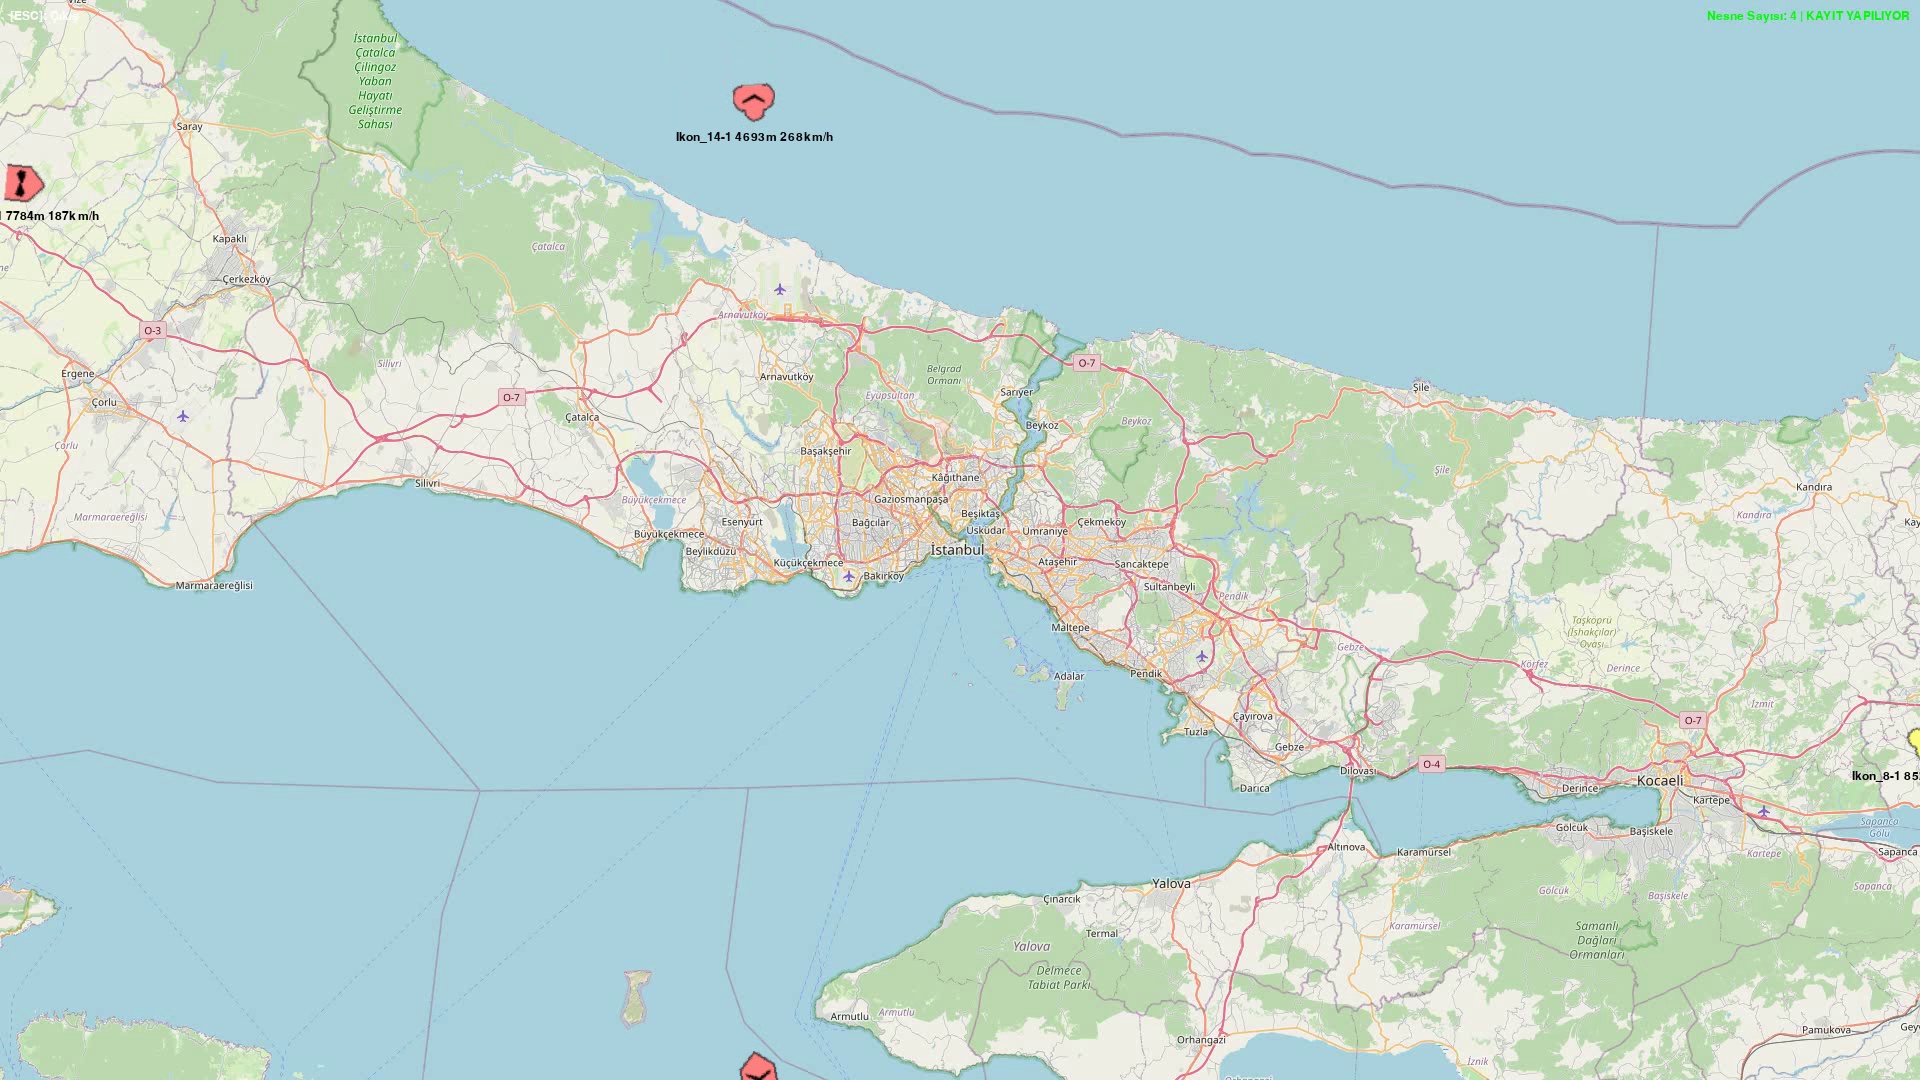 [ESC] Çıkış
Nesne Sayısı: 4 | KAYIT YAPILIYOR
Vize
İstanbul
Çatalca
Çilingoz
Yaban
Hayatı
Geliştirme
Sahası
Saray
Ikon_14-1 4693m 268km/h
7784m 187km/h
Kapaklı
Çatalca
Çerkezköy
Arnavutköy
O-3
Silivri
O-7
Ergene
Arnavutköy
Belgrad
Ormanı
O-7
Şile
Sarıyer
Eyüpsultan
Çorlu
Çatalca
Beykoz
Beykoz
Çorlu
Başakşehir
Şile
Silivri
Kâğıthane
Kandıra
Büyükçekmece
Gaziosmanpaşa
Marmaraereğlisi
Beşiktaş
Kandıra
Esenyurt
Bağcılar
Çekmeköy
Büyükçekmece
Üsküdar
Ümraniye
Beylikdüzü
İstanbul
Küçükçekmece
Ataşehir
Sancaktepe
Bakırköy
Marmaraereğlisi
Sultanbeyli
Pendik
Taşköprü
(İshakçılar)
Ovası
Maltepe
Gebze
Körfez
Derince
Adalar
Pendik
İzmit
Çayırova
O-7
Tuzla
Gebze
O-4
Dilovası
Ikon_8-1 85
Kocaeli
Darıca
Derince
Kartepe
Sapanca
Gölü
Gölcük
Başiskele
Altınova
Karamürsel
Kartepe
Sapanca
Yalova
Gölcük
Başiskele
Sapanca
Çınarcık
Karamürsel
Samanlı
Dağları
Ormanları
Termal
Yalova
Delmece
Tabiat Parkı
Armutlu
Armutlu
Pamukova
Orhangazi
İznik